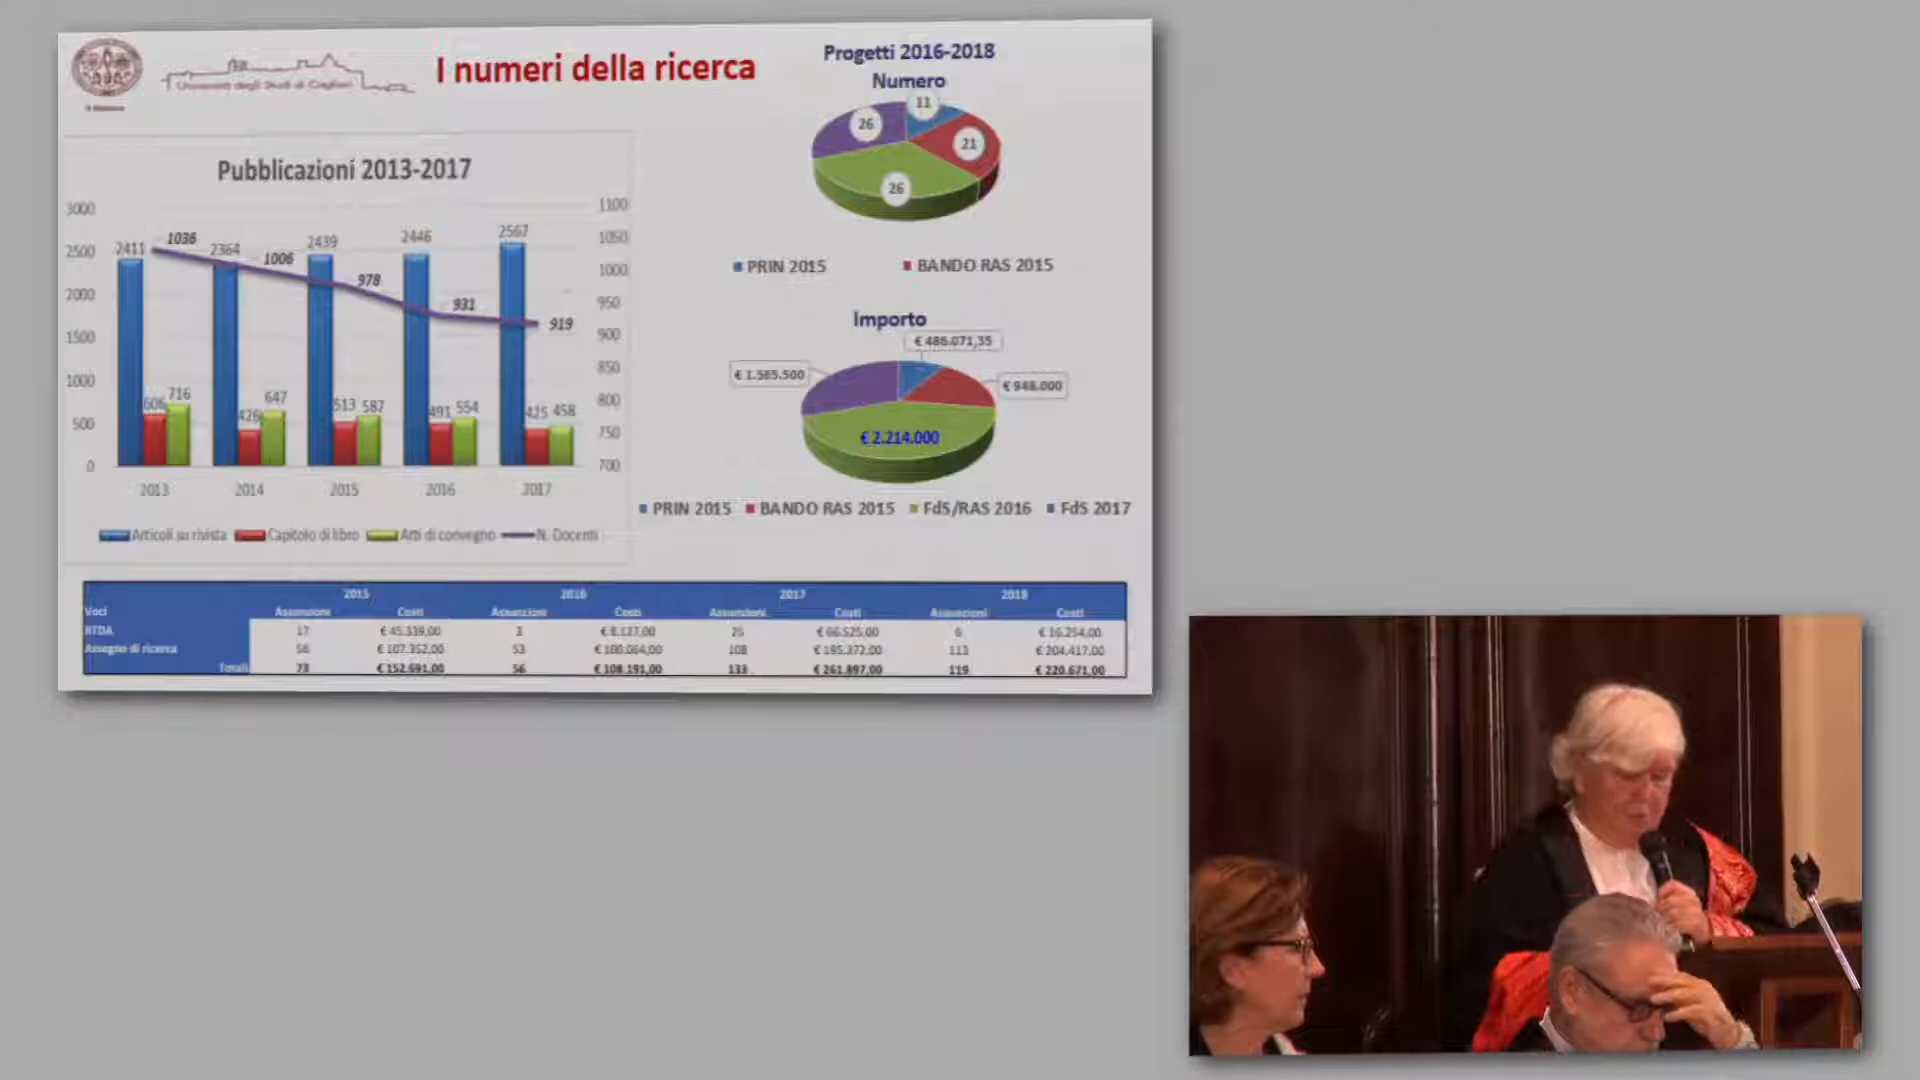 Università degli Studi di Cagliari
I numeri della ricerca
Pubblicazioni 2013-2017
3000
2500
2000
1500
1000
500
0
1100
1050
1000
950
900
850
800
750
700
2411 1036 2364 1006 2439 978 2446 931 2567 919
606 716 426 647 513 587 491 554 425 458
2013 2014 2015 2016 2017
Articoli su rivista Capitolo di libro Atti di convegno N. Docenti
Progetti 2016-2018
Numero
11
26
21
26
PRIN 2015 BANDO RAS 2015
Importo
€ 486.071,35
€ 1.565.500
€ 948.000
€ 2.214.000
PRIN 2015 BANDO RAS 2015 FdS/RAS 2016 FdS 2017
2015 2016 2017 2018
Voci Assunzioni Costi Assunzioni Costi Assunzioni Costi Assunzioni Costi
RTDA 17 € 45.339,00 3 € 8.127,00 25 € 66.525,00 6 € 16.254,00
Assegno di ricerca 56 € 107.352,00 53 € 100.064,00 108 € 195.372,00 113 € 204.417,00
Totali 73 € 152.691,00 56 € 108.191,00 133 € 261.897,00 119 € 220.671,00